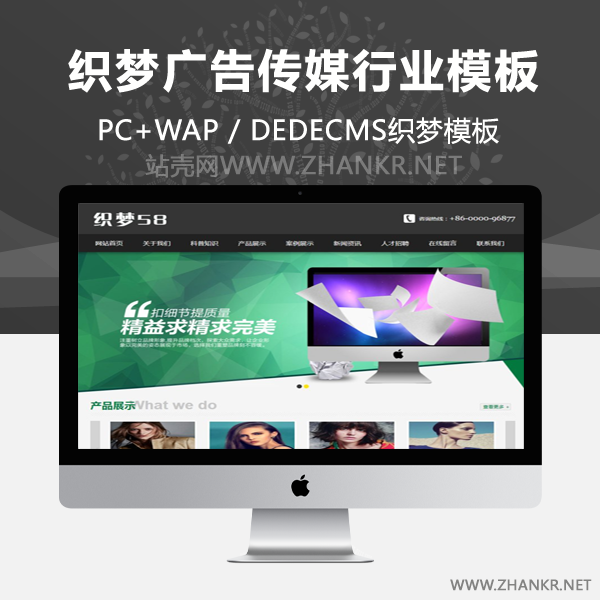 织梦广告传媒行业模板
PC+WAP / DEDECMS织梦模板
站壳网WWW.ZHANKR.NET
织梦58
咨询热线：+86-0000-96877
网站首页 关于我们 科普知识 产品展示 案例展示 新闻资讯 人才招聘 在线留言 联系我们
扣细节提质量
精益求精求完美
产品展示 What we do
查看更多 +
WWW.ZHANKR.NET